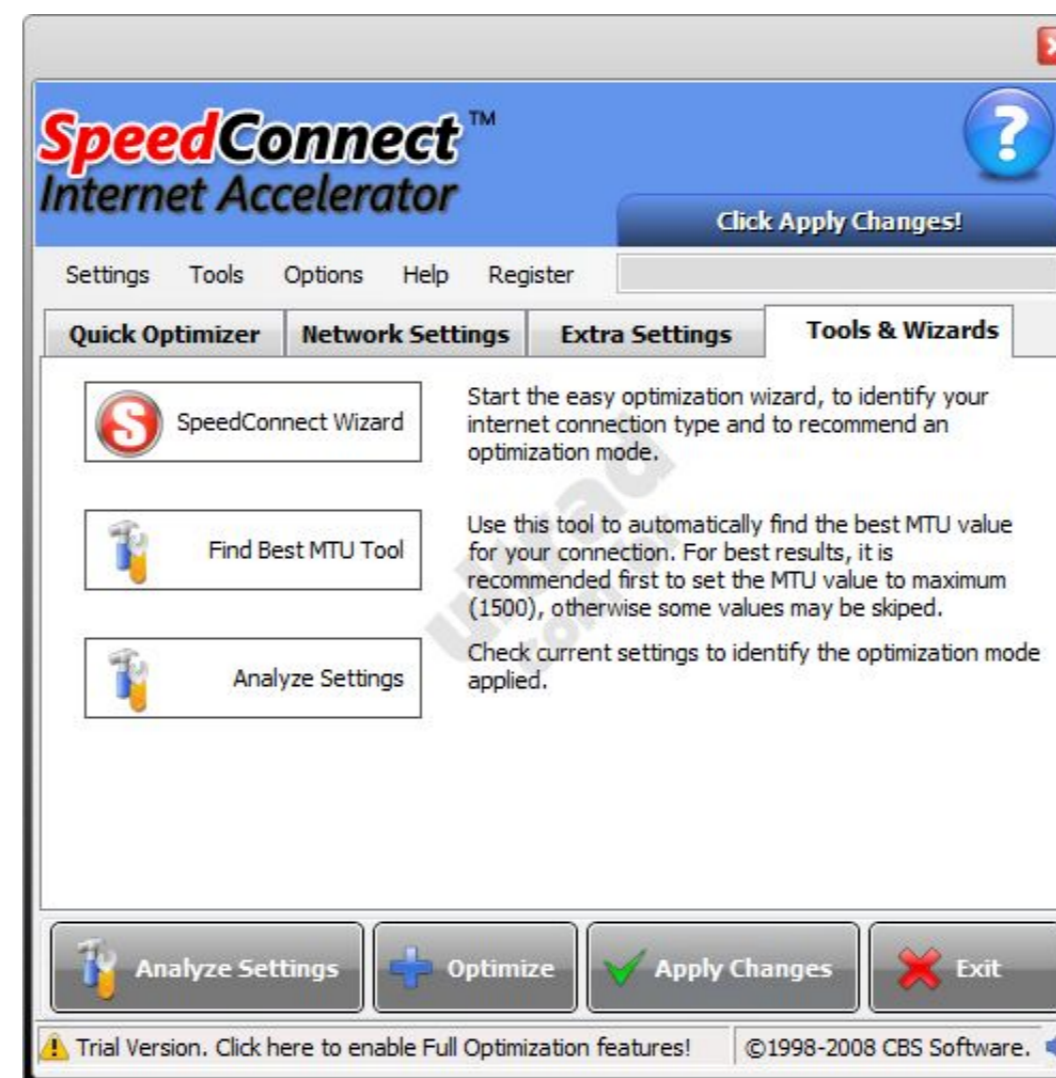 SpeedConnect™
Internet Accelerator
Click Apply Changes!
Settings Tools Options Help Register
Quick Optimizer Network Settings Extra Settings Tools & Wizards
SpeedConnect Wizard
Start the easy optimization wizard, to identify your
internet connection type and to recommend an
optimization mode.
Find Best MTU Tool
Use this tool to automatically find the best MTU value
for your connection. For best results, it is
recommended first to set the MTU value to maximum
(1500), otherwise some values may be skiped.
Analyze Settings
Check current settings to identify the optimization mode
applied.
Analyze Settings Optimize Apply Changes Exit
Trial Version. Click here to enable Full Optimization features! ©1998-2008 CBS Software.